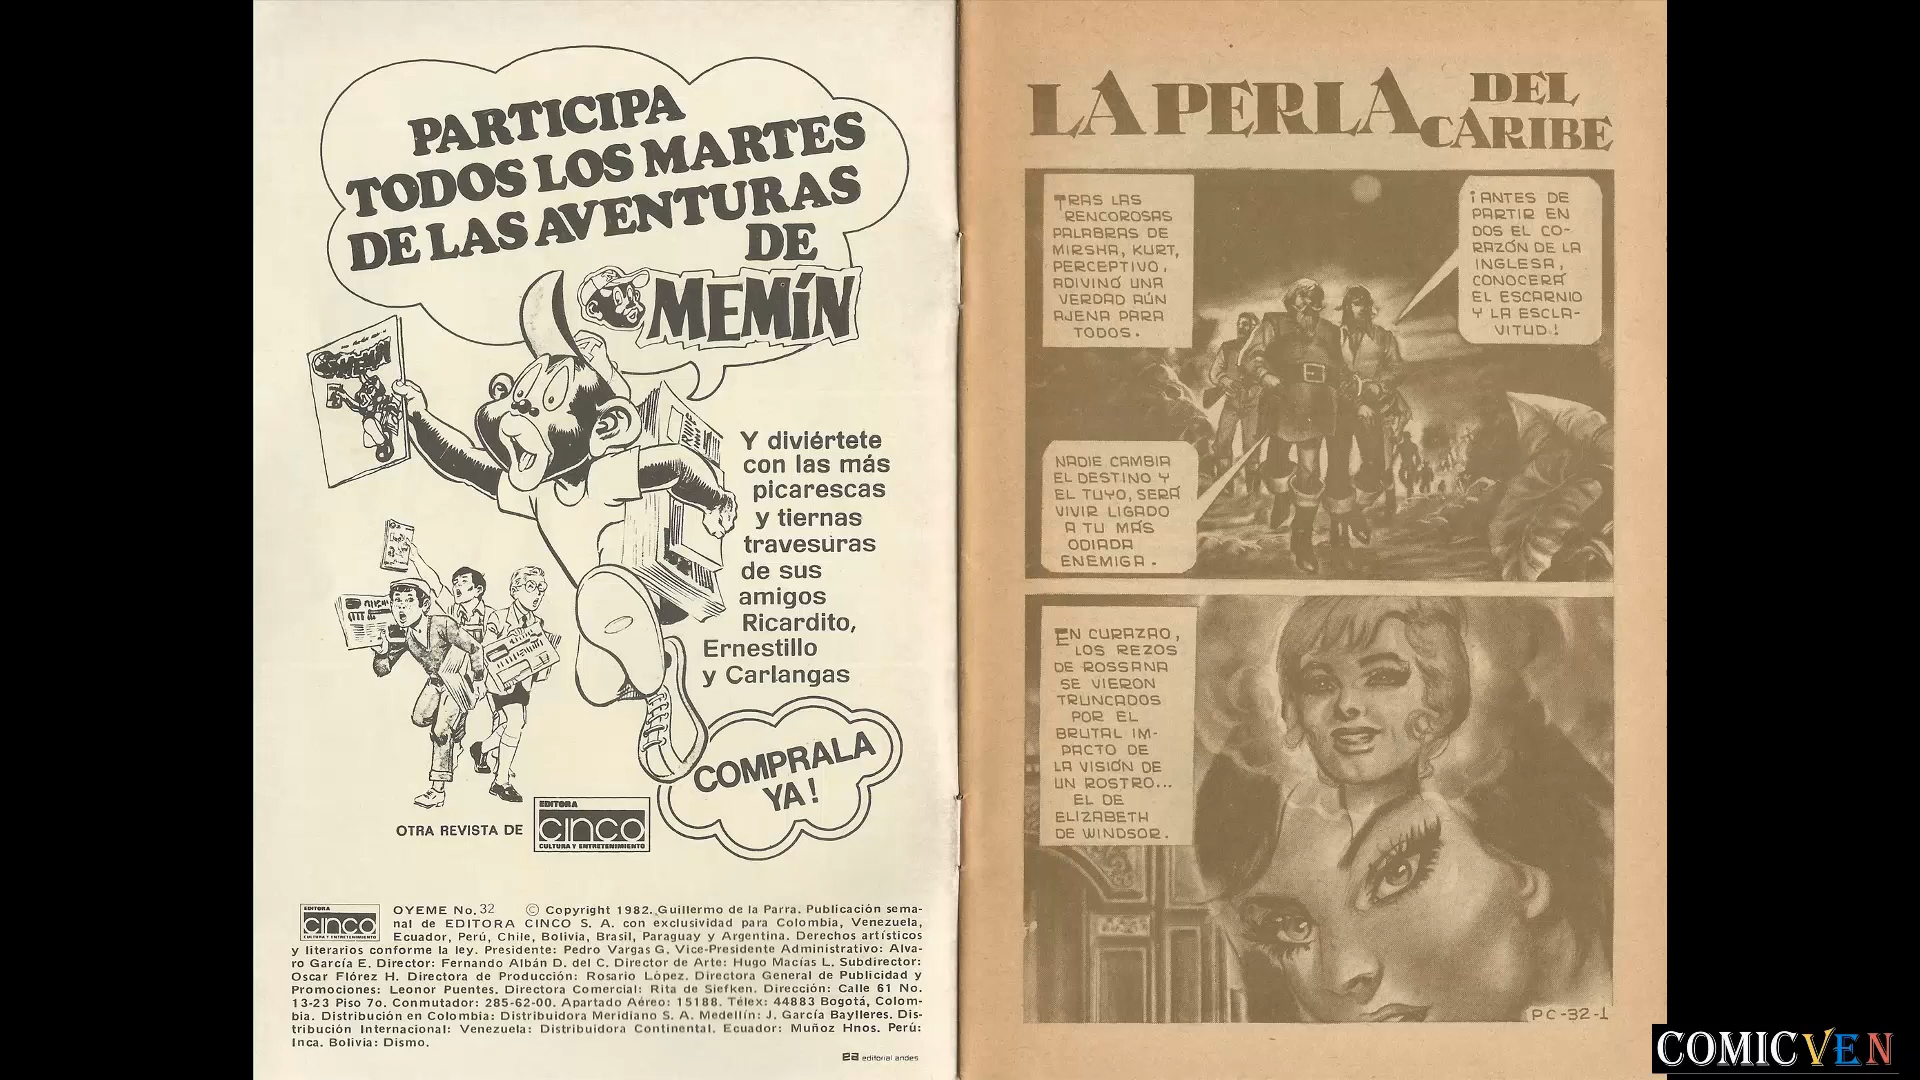 PARTICIPA
TODOS LOS MARTES
DE LAS AVENTURAS
DE
MEMÍN
Y diviértete
con las más
picarescas
y tiernas
travesuras
de sus
amigos
Ricardito,
Ernestillo
y Carlangas
COMPRALA
YA!
OTRA REVISTA DE
EDITORA
CINCO
CULTURA Y ENTRETENIMIENTO
EDITORA
CINCO
CULTURA Y ENTRETENIMIENTO
OYEME No. 32 © Copyright 1982. Guillermo de la Parra. Publicación sema-
nal de EDITORA CINCO S. A. con exclusividad para Colombia, Venezuela,
Ecuador, Perú, Chile, Bolivia, Brasil, Paraguay y Argentina. Derechos artísticos
y literarios conforme la ley. Presidente: Pedro Vargas G. Vice-Presidente Administrativo: Alva-
ro García E. Director: Fernando Albán D. del C. Director de Arte: Hugo Macías L. Subdirector:
Oscar Flórez H. Directora de Producción: Rosario López. Directora General de Publicidad y
Promociones: Leonor Puentes. Directora Comercial: Rita de Siefken. Dirección: Calle 61 No.
13-23 Piso 7o. Conmutador: 285-62-00. Apartado Aéreo: 15188. Télex: 44883 Bogotá, Colom-
bia. Distribución en Colombia: Distribuidora Meridiano S. A. Medellín: J. García Baylleres. Dis-
tribución Internacional: Venezuela: Distribuidora Continental. Ecuador: Muñoz Hnos. Perú:
Inca. Bolivia: Dismo.
ea editorial andes
LA PERLA DEL
CARIBE
TRAS LAS
RENCOROSAS
PALABRAS DE
MIRSHA, KURT,
PERCEPTIVO,
ADIVINÓ UNA
VERDAD AÚN
AJENA PARA
TODOS.
¡ANTES DE
PARTIR EN
DOS EL CO-
RAZÓN DE LA
INGLESA,
CONOCERÁ
EL ESCARNIO
Y LA ESCLA-
VITUD!
NADIE CAMBIA
EL DESTINO Y
EL TUYO, SERÁ
VIVIR LIGADO
A TU MÁS
ODIADA
ENEMIGA.
EN CURAZAO,
LOS REZOS
DE ROSSANA
SE VIERON
TRUNCADOS
POR EL
BRUTAL IM-
PACTO DE
LA VISIÓN DE
UN ROSTRO...
EL DE
ELIZABETH
DE WINDSOR.
PC-32-1
COMICVEN